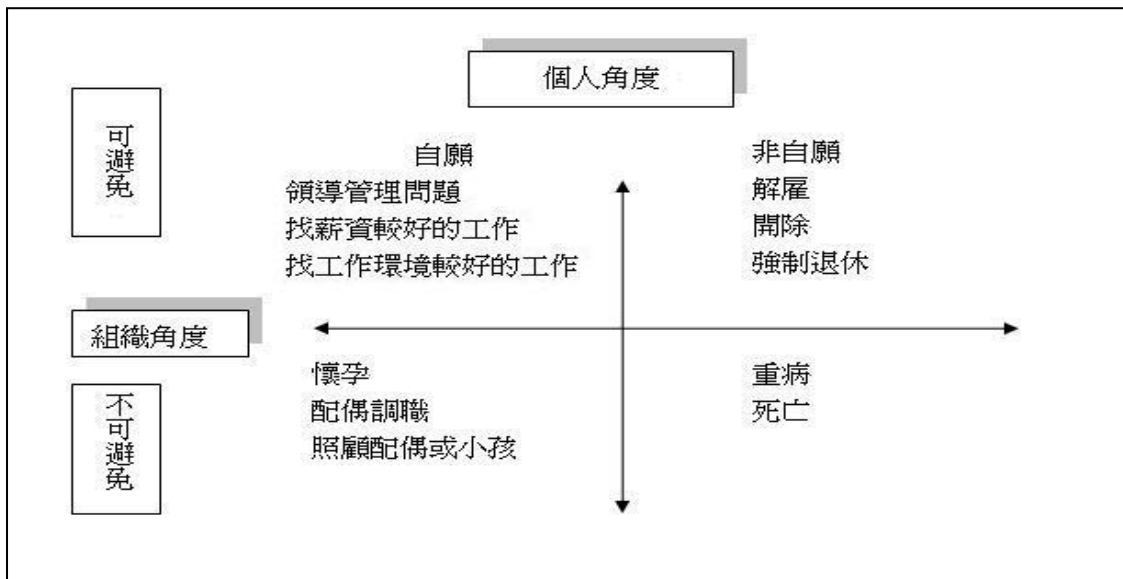 個人角度
可避免
自願
領導管理問題
找薪資較好的工作
找工作環境較好的工作
非自願
解雇
開除
強制退休
組織角度
不可避免
懷孕
配偶調職
照顧配偶或小孩
重病
死亡